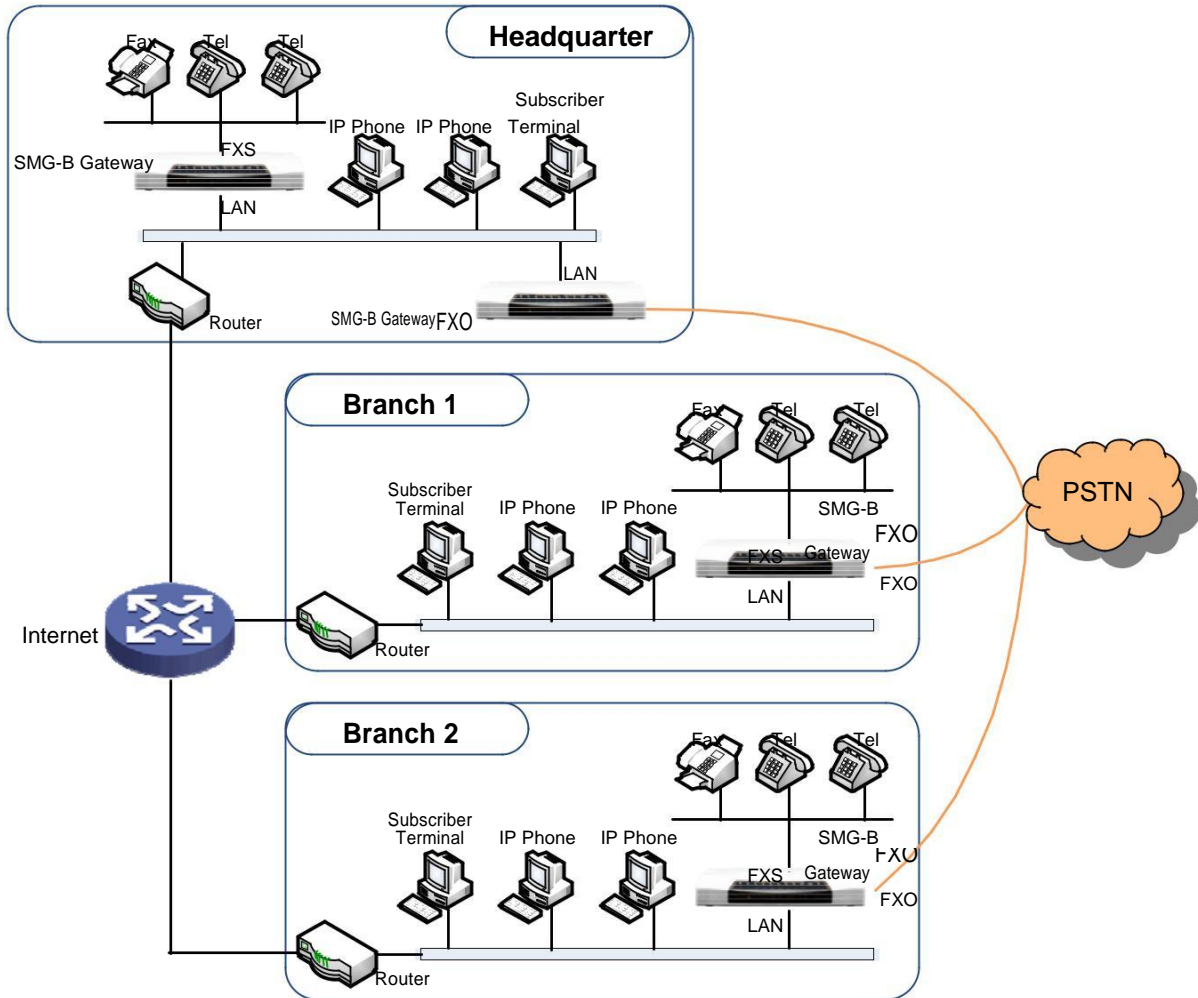 Headquarter
Fax Tel Tel
Subscriber
IP Phone IP Phone Terminal
FXS
SMG-B Gateway
LAN
LAN
Router
SMG-B Gateway FXO
Branch 1
Fax Tel Tel
PSTN
Subscriber
Terminal
IP Phone IP Phone
SMG-B
FXO
FXS Gateway
FXO
LAN
Internet
Router
Branch 2
Fax Tel Tel
Subscriber
Terminal
IP Phone IP Phone
SMG-B
FXO
FXS Gateway
FXO
LAN
Router